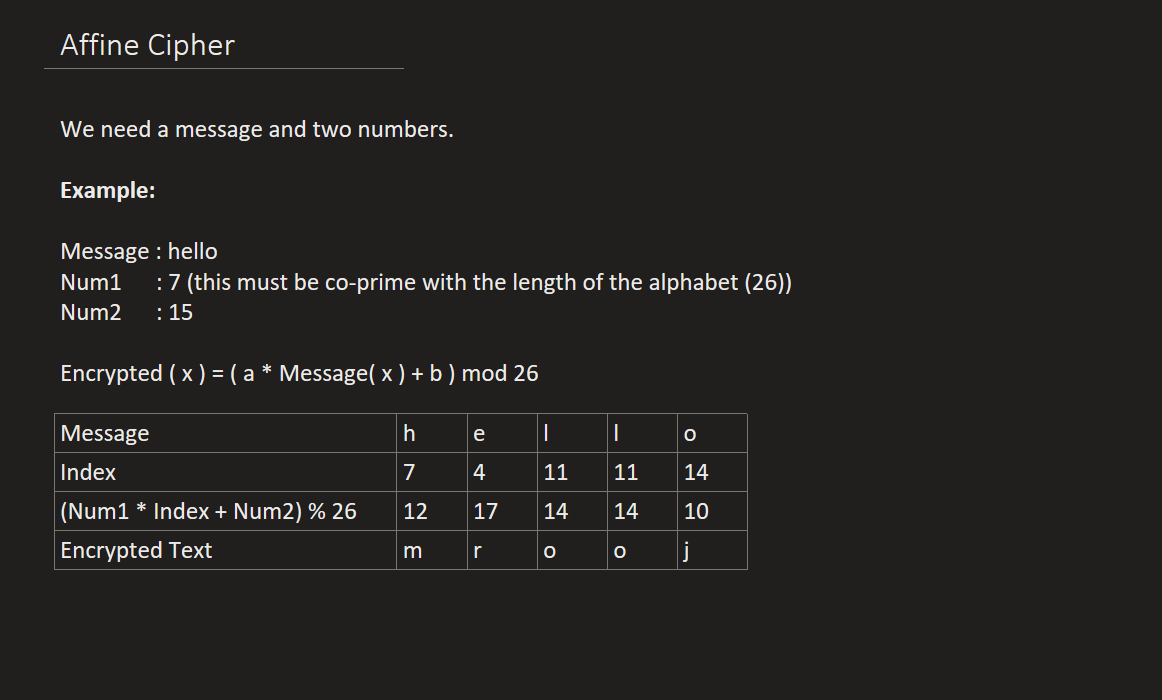 Affine Cipher
We need a message and two numbers.
Example:
Message : hello
Num1 : 7 (this must be co-prime with the length of the alphabet (26))
Num2 : 15
Encrypted ( x ) = ( a * Message( x ) + b ) mod 26
Message h e l l o
Index 7 4 11 11 14
(Num1 * Index + Num2) % 26 12 17 14 14 10
Encrypted Text m r o o j